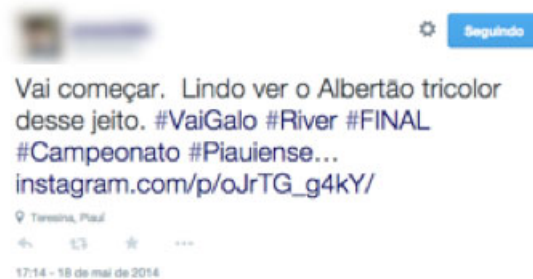 Seguindo
Vai começar. Lindo ver o Albertão tricolor
desse jeito. #VaiGalo #River #FINAL
#Campeonato #Piauiense...
instagram.com/p/oJrTG_g4kY/
Teresina, Piauí
17:14 - 18 de mai de 2014